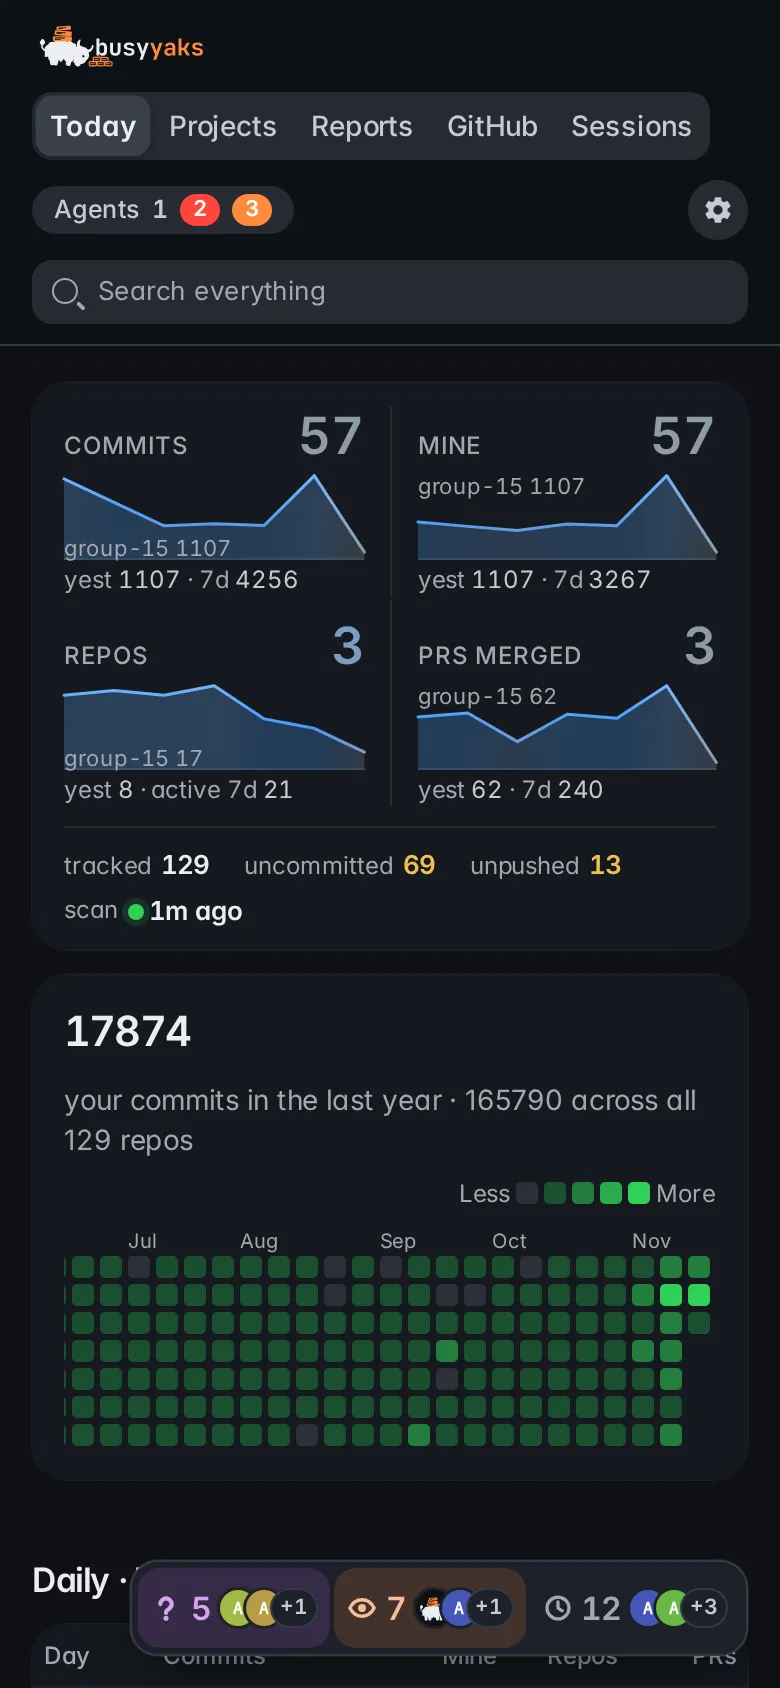 busyyaks
Today Projects Reports GitHub Sessions
Agents 1 2 3
Search everything
COMMITS 57
group-15 1107
yest 1107 · 7d 4256
MINE 57
group-15 1107
yest 1107 · 7d 3267
REPOS 3
group-15 17
yest 8 · active 7d 21
PRS MERGED 3
group-15 62
yest 62 · 7d 240
tracked 129 uncommitted 69 unpushed 13
scan 1m ago
17874
your commits in the last year · 165790 across all
129 repos
Less More
Jul Aug Sep Oct Nov
Daily ·
? 5 A A +1 7 A +1 12 A A +3
Day Commits Mine Repos PRs